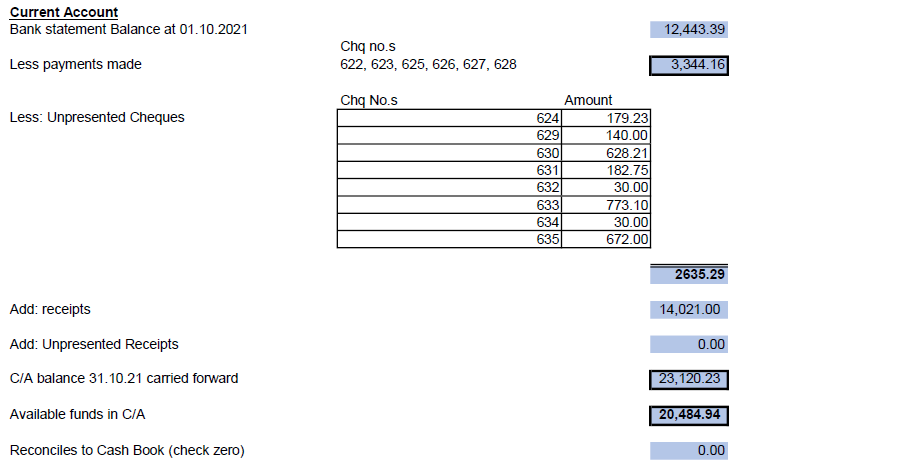 Current Account
Bank statement Balance at 01.10.2021 12,443.39
Chq no.s
Less payments made 622, 623, 625, 626, 627, 628 3,344.16
Chq No.s Amount
Less: Unpresented Cheques 624 179.23
629 140.00
630 628.21
631 182.75
632 30.00
633 773.10
634 30.00
635 672.00
2635.29
Add: receipts 14,021.00
Add: Unpresented Receipts 0.00
C/A balance 31.10.21 carried forward 23,120.23
Available funds in C/A 20,484.94
Reconciles to Cash Book (check zero) 0.00